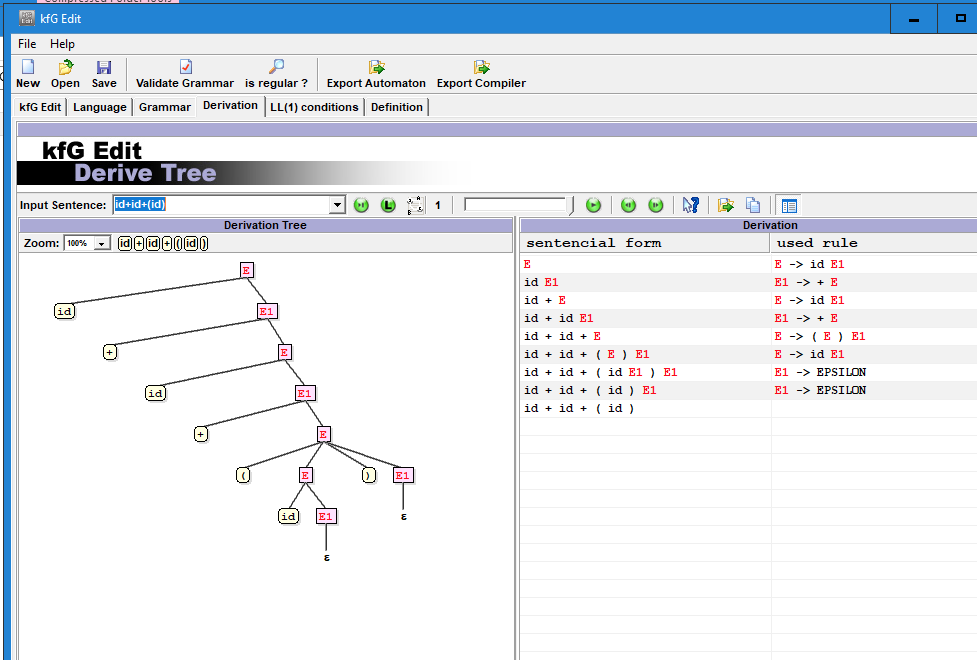 Compressed Folder Tools
kfG Edit
File Help
New Open Save Validate Grammar is regular ? Export Automaton Export Compiler
kfG Edit Language Grammar Derivation LL(1) conditions Definition
kfG Edit
Derive Tree
Input Sentence: id+id+(id) L 1
Derivation Tree
Zoom: 100% id + id + ( id )
E
id E1
+ E
id E1
+ E
( E ) E1
id E1 ε
ε
Derivation
sentencial form used rule
E E -> id E1
id E1 E1 -> + E
id + E E -> id E1
id + id E1 E1 -> + E
id + id + E E -> ( E ) E1
id + id + ( E ) E1 E -> id E1
id + id + ( id E1 ) E1 E1 -> EPSILON
id + id + ( id ) E1 E1 -> EPSILON
id + id + ( id )